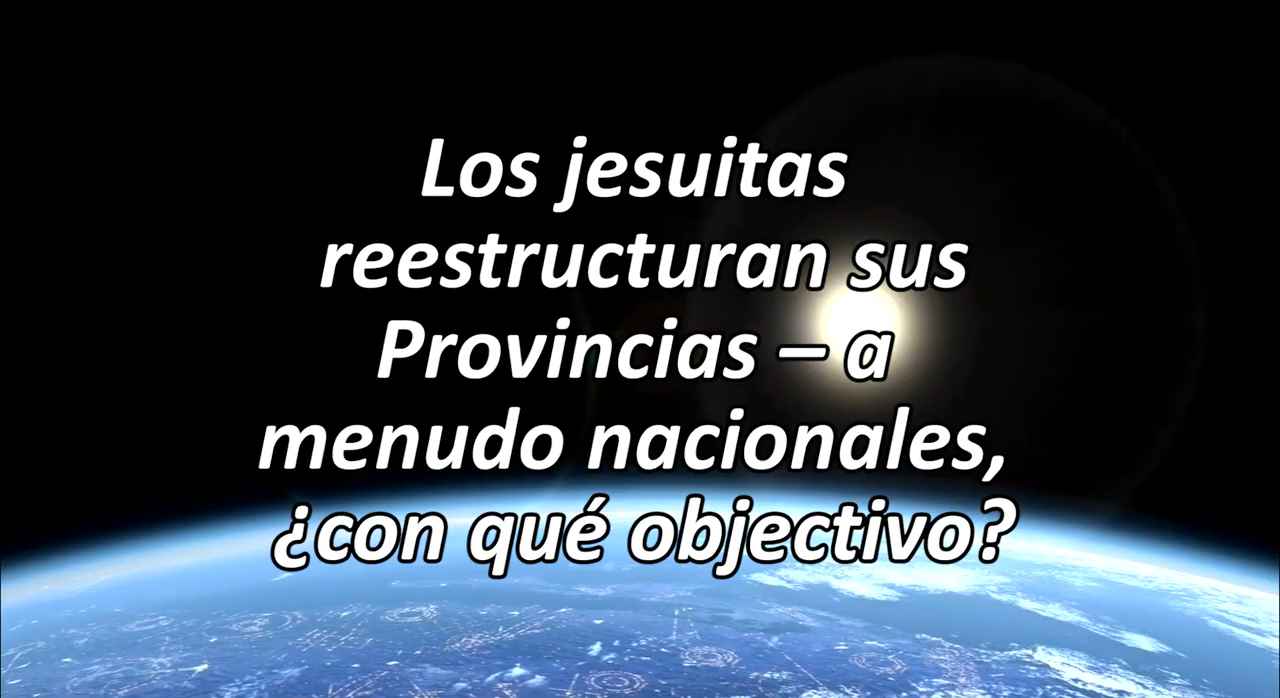 Los jesuitas
reestructuran sus
Provincias – a
menudo nacionales,
¿con qué objectivo?